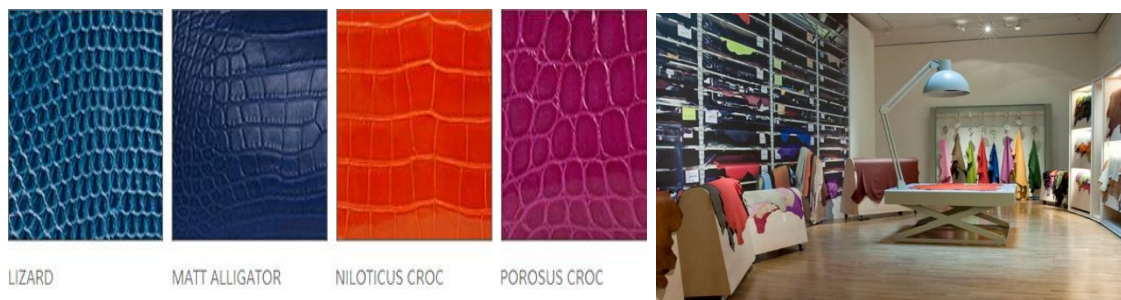 LIZARD
MATT ALLIGATOR
NILOTICUS CROC
POROSUS CROC